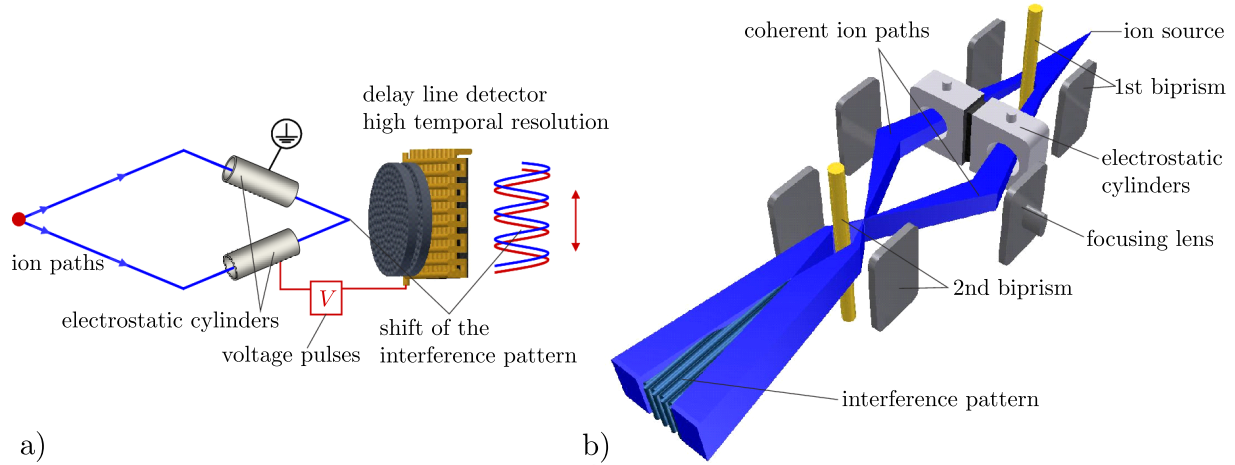 delay line detector
high temporal resolution
ion paths
electrostatic cylinders
V
voltage pulses
shift of the
interference pattern
a)
coherent ion paths
ion source
1st biprism
electrostatic
cylinders
focusing lens
2nd biprism
interference pattern
b)